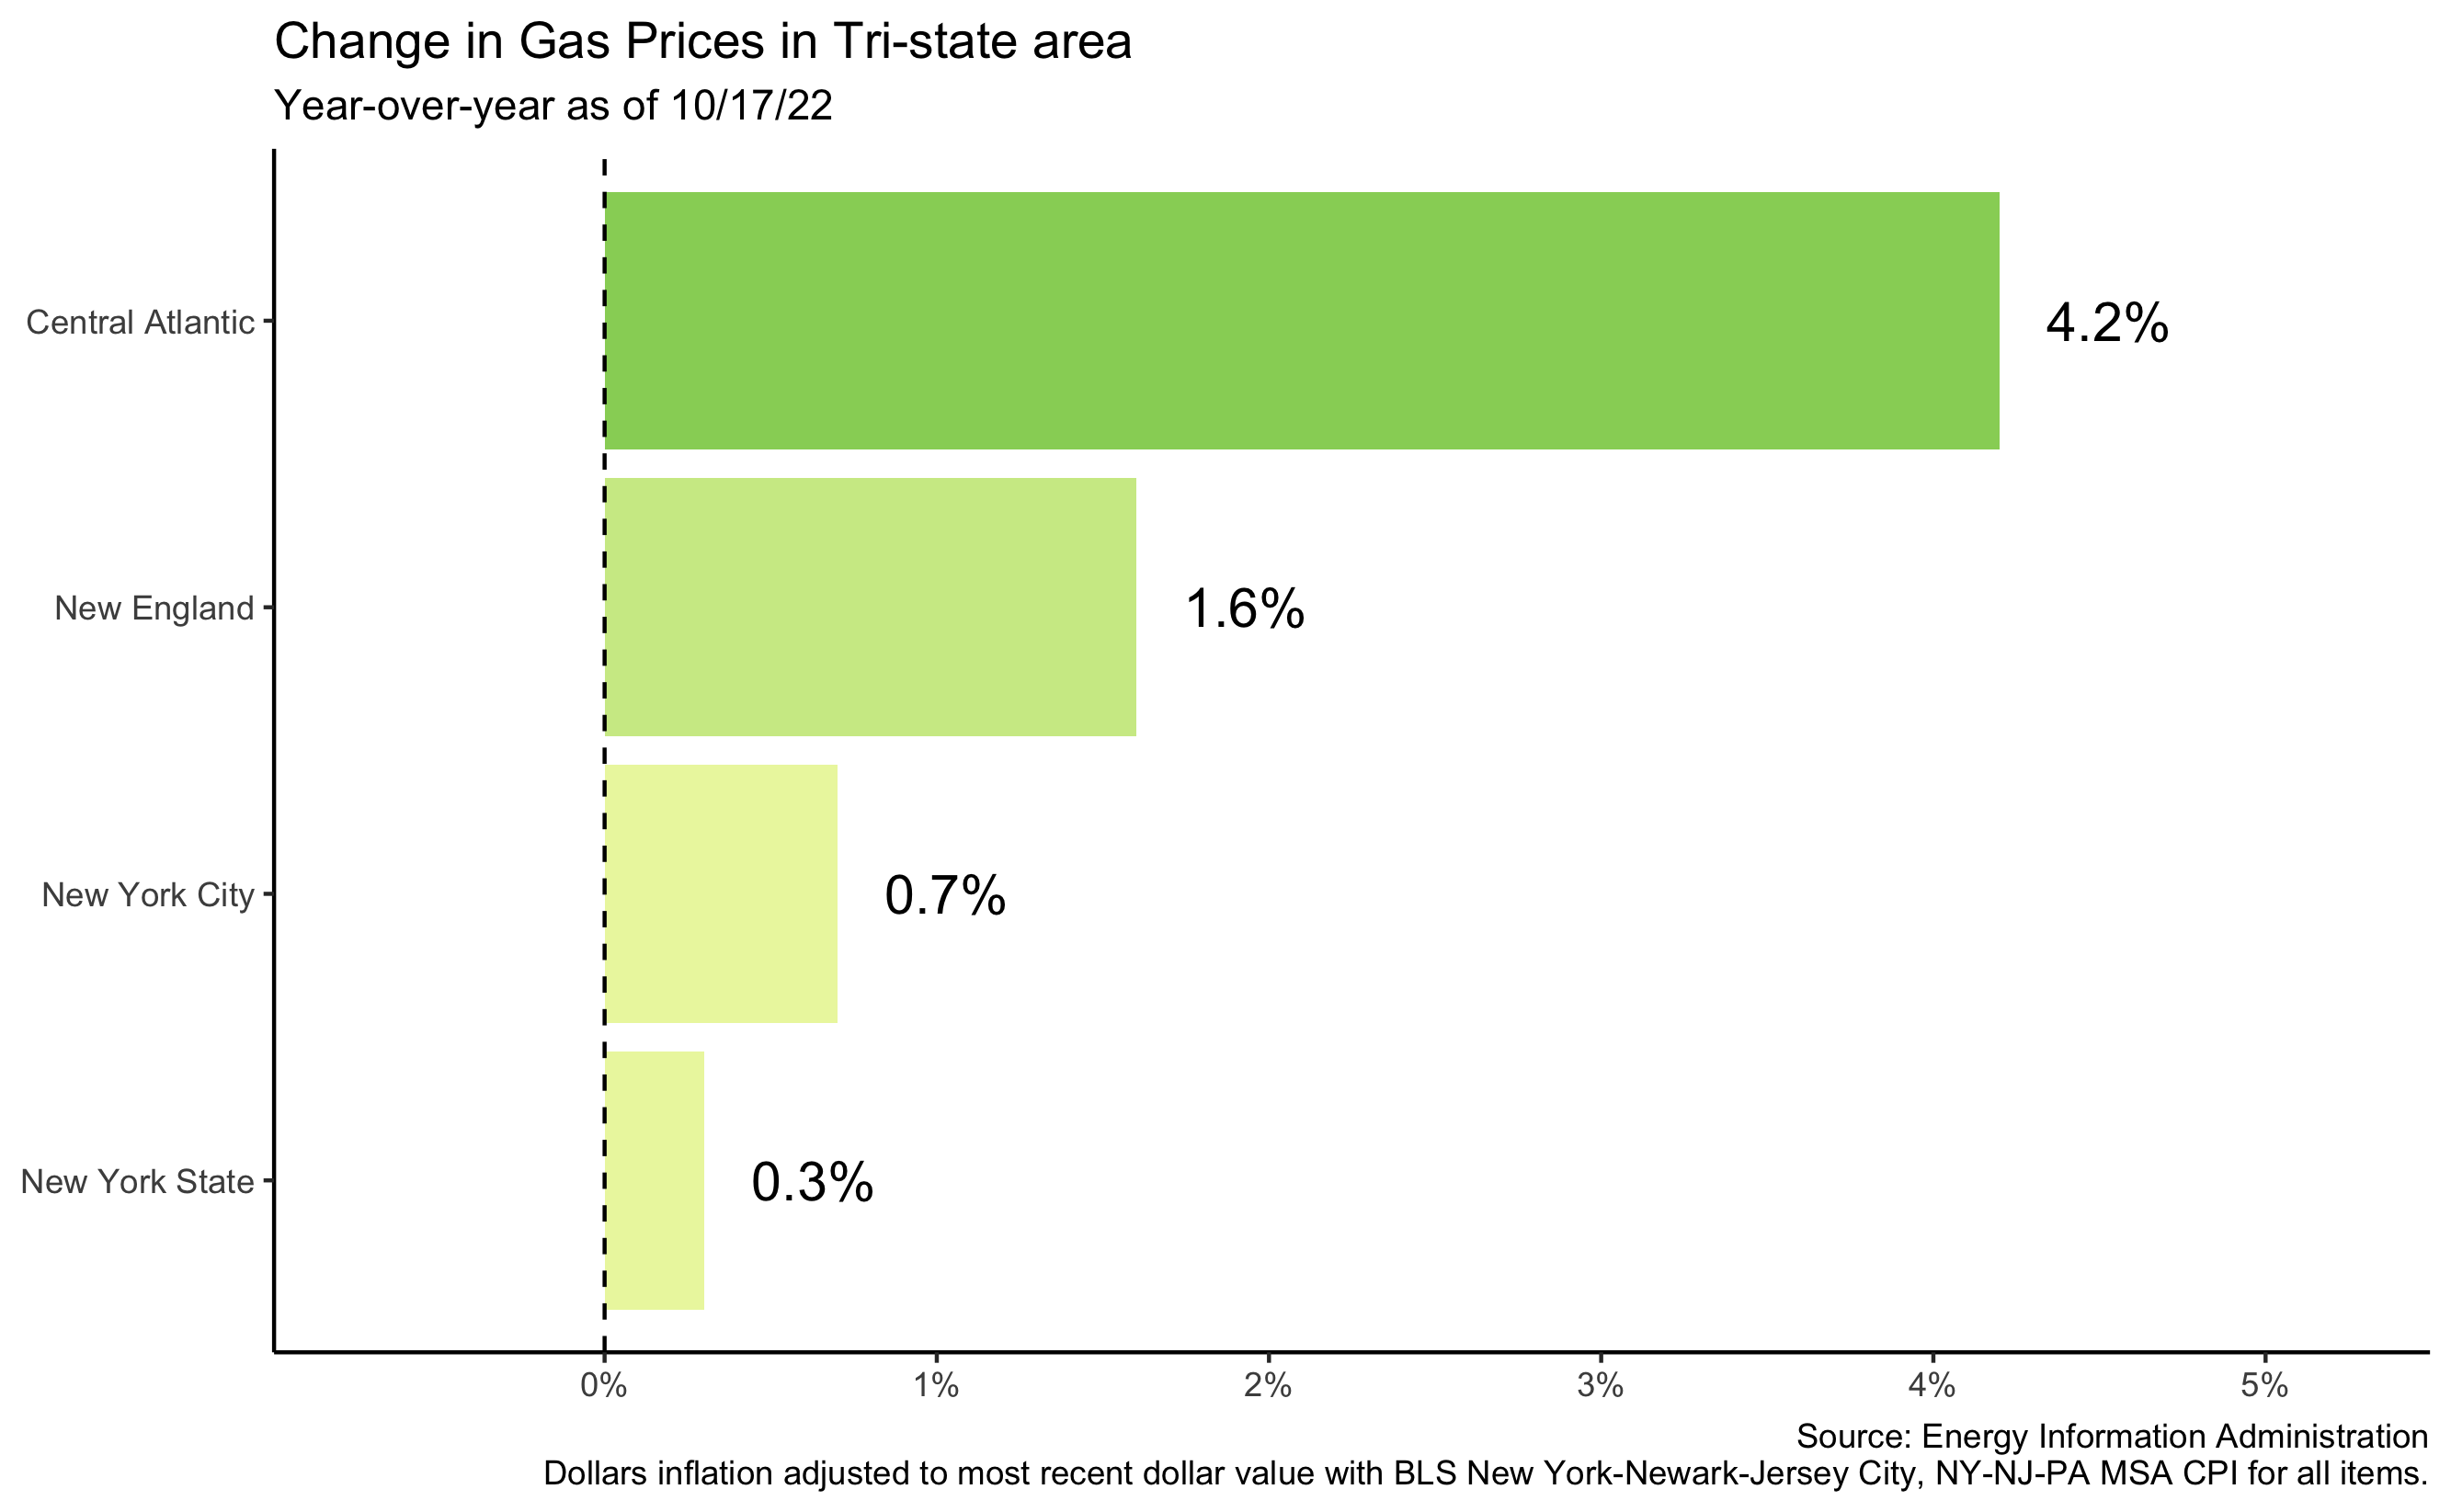 Change in Gas Prices in Tri-state area
Year-over-year as of 10/17/22
Central Atlantic
4.2%
New England
1.6%
New York City
0.7%
New York State
0.3%
0% 1% 2% 3% 4% 5%
Source: Energy Information Administration
Dollars inflation adjusted to most recent dollar value with BLS New York-Newark-Jersey City, NY-NJ-PA MSA CPI for all items.